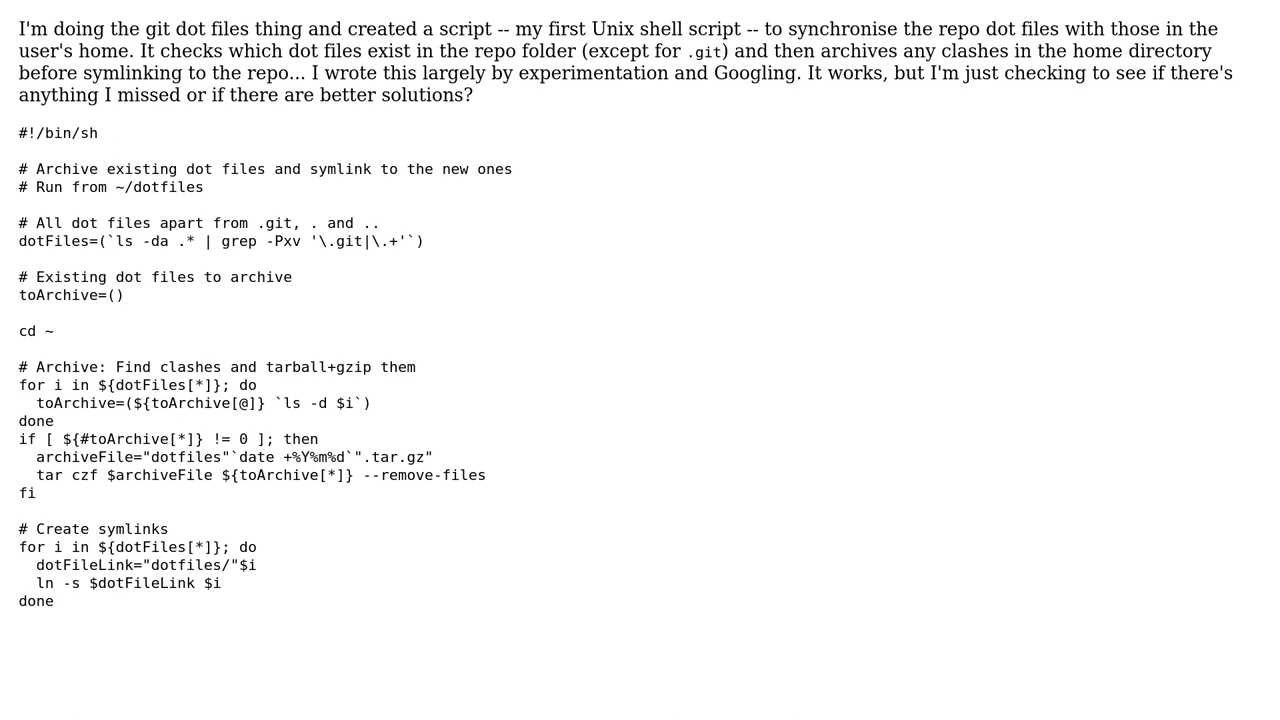 I'm doing the git dot files thing and created a script -- my first Unix shell script -- to synchronise the repo dot files with those in the
user's home. It checks which dot files exist in the repo folder (except for .git) and then archives any clashes in the home directory
before symlinking to the repo... I wrote this largely by experimentation and Googling. It works, but I'm just checking to see if there's
anything I missed or if there are better solutions?
#!/bin/sh
# Archive existing dot files and symlink to the new ones
# Run from ~/dotfiles
# All dot files apart from .git, . and ..
dotFiles=(`ls -da .* | grep -Pxv '\.git|\.+'`)
# Existing dot files to archive
toArchive=()
cd ~
# Archive: Find clashes and tarball+gzip them
for i in ${dotFiles[*]}; do
  toArchive=(${toArchive[@]} `ls -d $i`)
done
if [ ${#toArchive[*]} != 0 ]; then
  archiveFile="dotfiles"`date +%Y%m%d`".tar.gz"
  tar czf $archiveFile ${toArchive[*]} --remove-files
fi
# Create symlinks
for i in ${dotFiles[*]}; do
  dotFileLink="dotfiles/"$i
  ln -s $dotFileLink $i
done